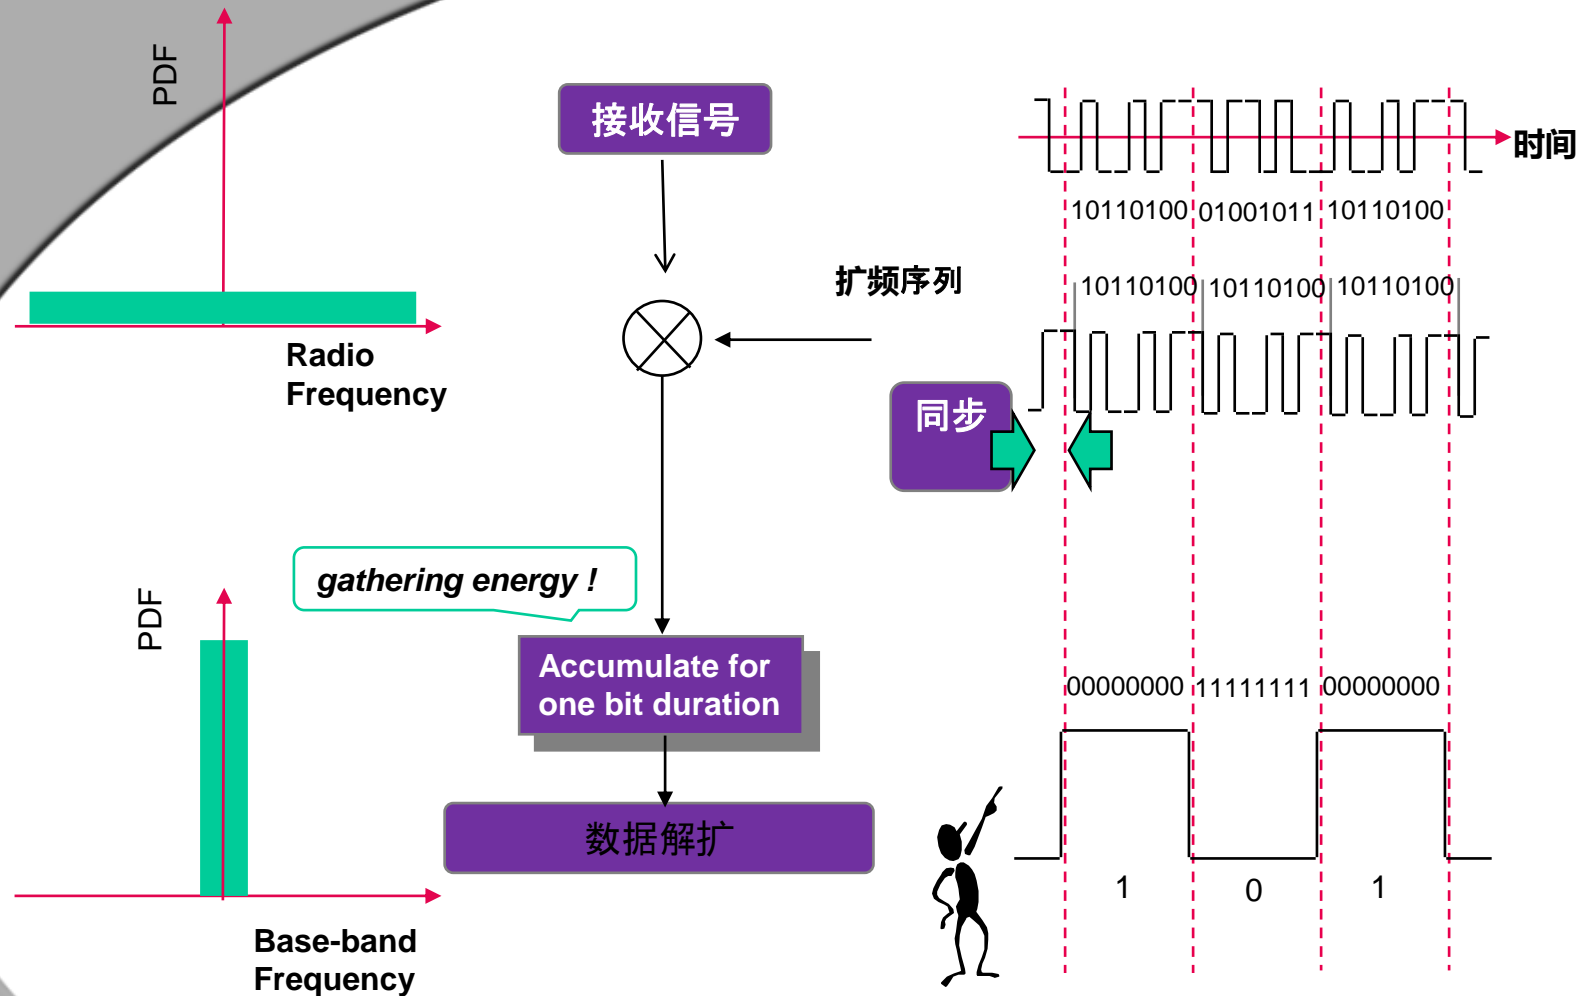 PDF
接收信号
时间
10110100 01001011 10110100
扩频序列
10110100 10110100 10110100
Radio
Frequency
同步
gathering energy !
PDF
Accumulate for
one bit duration
00000000 11111111 00000000
数据解扩
1 0 1
Base-band
Frequency